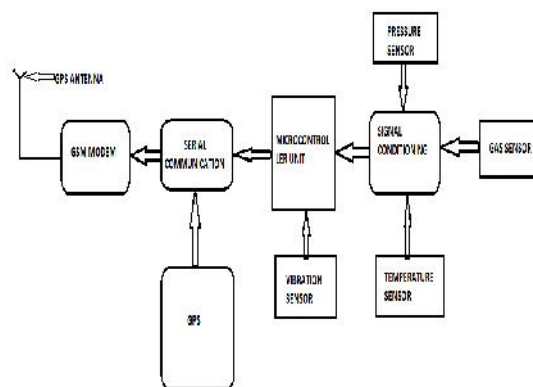 PRESSURE
SENSOR
GPS ANTENNA
GSM MODEM
SERIAL
COMMUNICATION
MICROCONTROL
LER UNIT
SIGNAL
CONDITIONING
GAS SENSOR
GPS
VIBRATION
SENSOR
TEMPERATURE
SENSOR